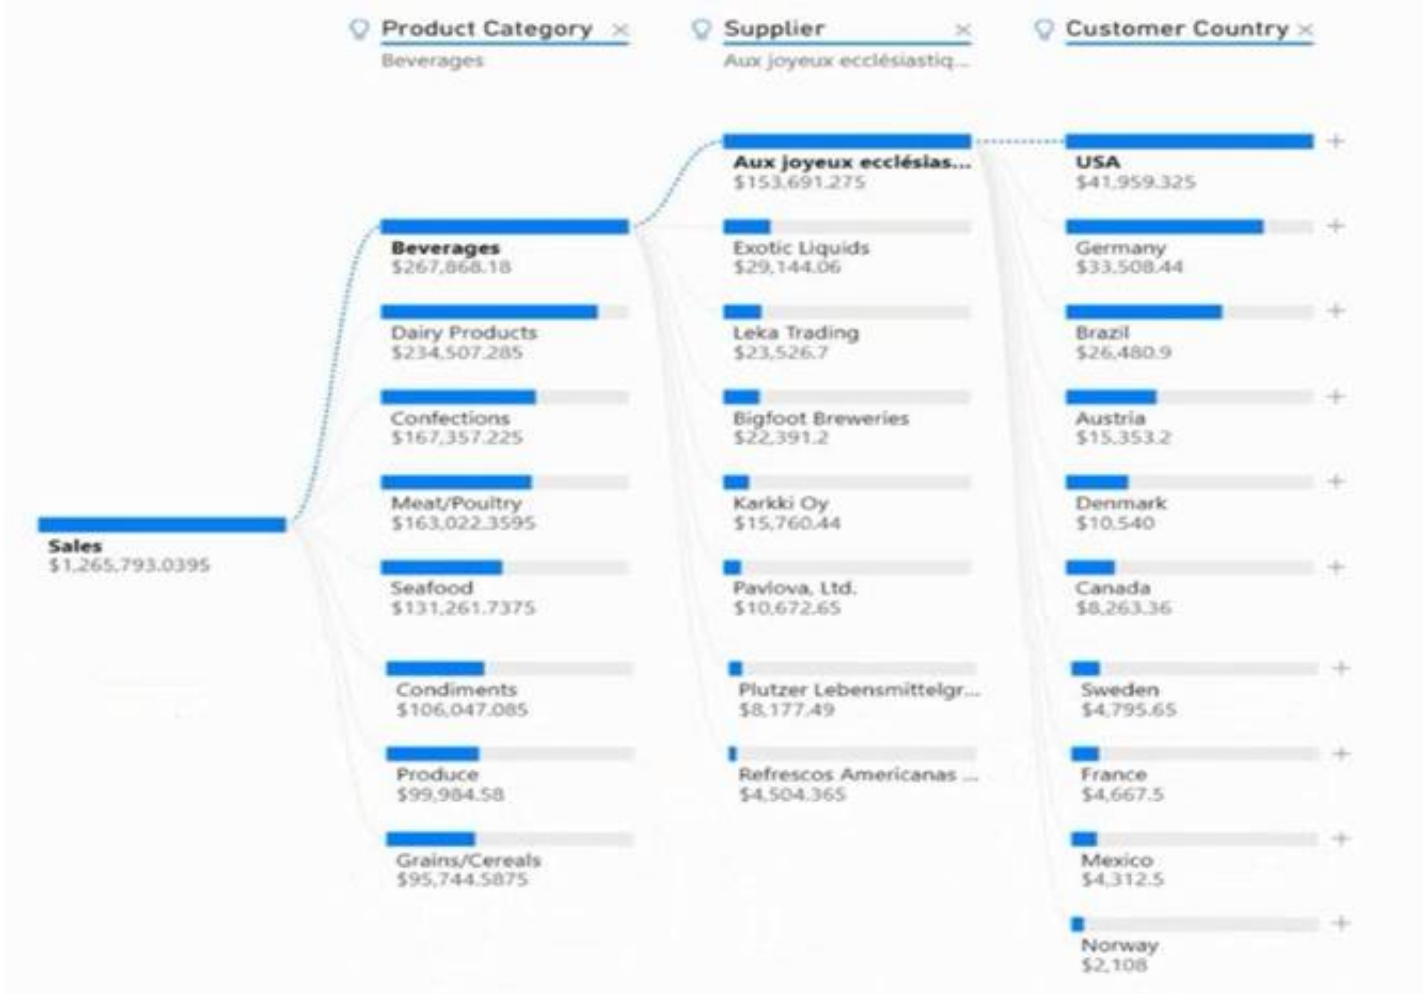 Product Category ×
Beverages
Supplier ×
Aux joyeux ecclésiastiq...
Customer Country ×
Sales
$1,265,793.0395
Beverages
$267,868.18
Dairy Products
$234,507.285
Confections
$167,357.225
Meat/Poultry
$163,022.3595
Seafood
$131,261.7375
Condiments
$106,047.085
Produce
$99,984.58
Grains/Cereals
$95,744.5875
Aux joyeux ecclésias...
$153,691.275
Exotic Liquids
$29,144.06
Leka Trading
$23,526.7
Bigfoot Breweries
$22,391.2
Karkki Oy
$15,760.44
Pavlova, Ltd.
$10,672.65
Plutzer Lebensmittelgr...
$8,177.49
Refrescos Americanas ...
$4,504.365
USA
$41,959.325
+
Germany
$33,508.44
+
Brazil
$26,480.9
+
Austria
$15,353.2
+
Denmark
$10,540
+
Canada
$8,263.36
+
Sweden
$4,795.65
+
France
$4,667.5
+
Mexico
$4,312.5
+
Norway
$2,108
+